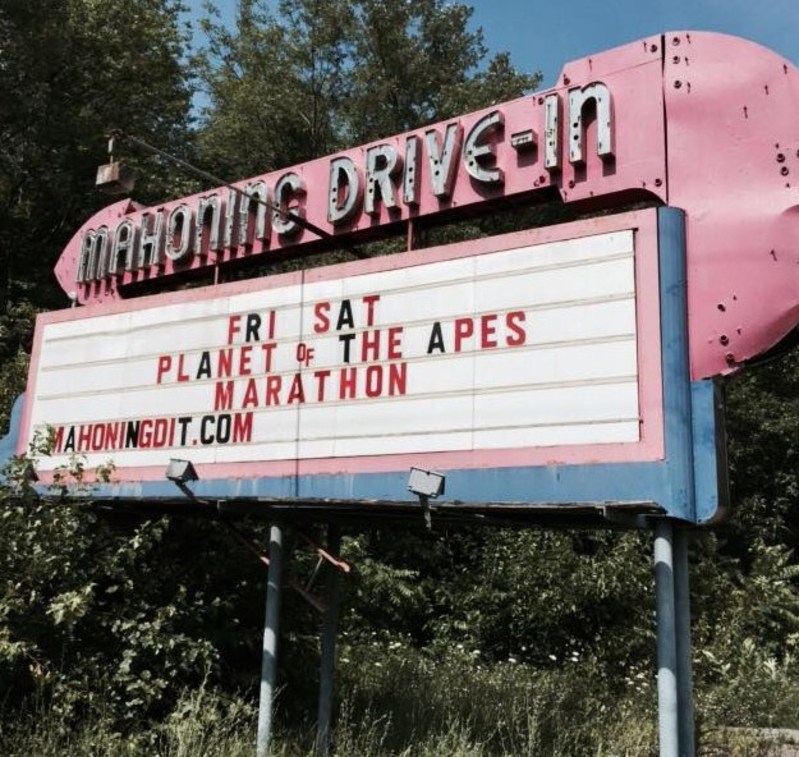 MAHONING DRIVE-IN
FRI SAT
PLANET OF THE APES
MARATHON
MAHONINGDIT.COM